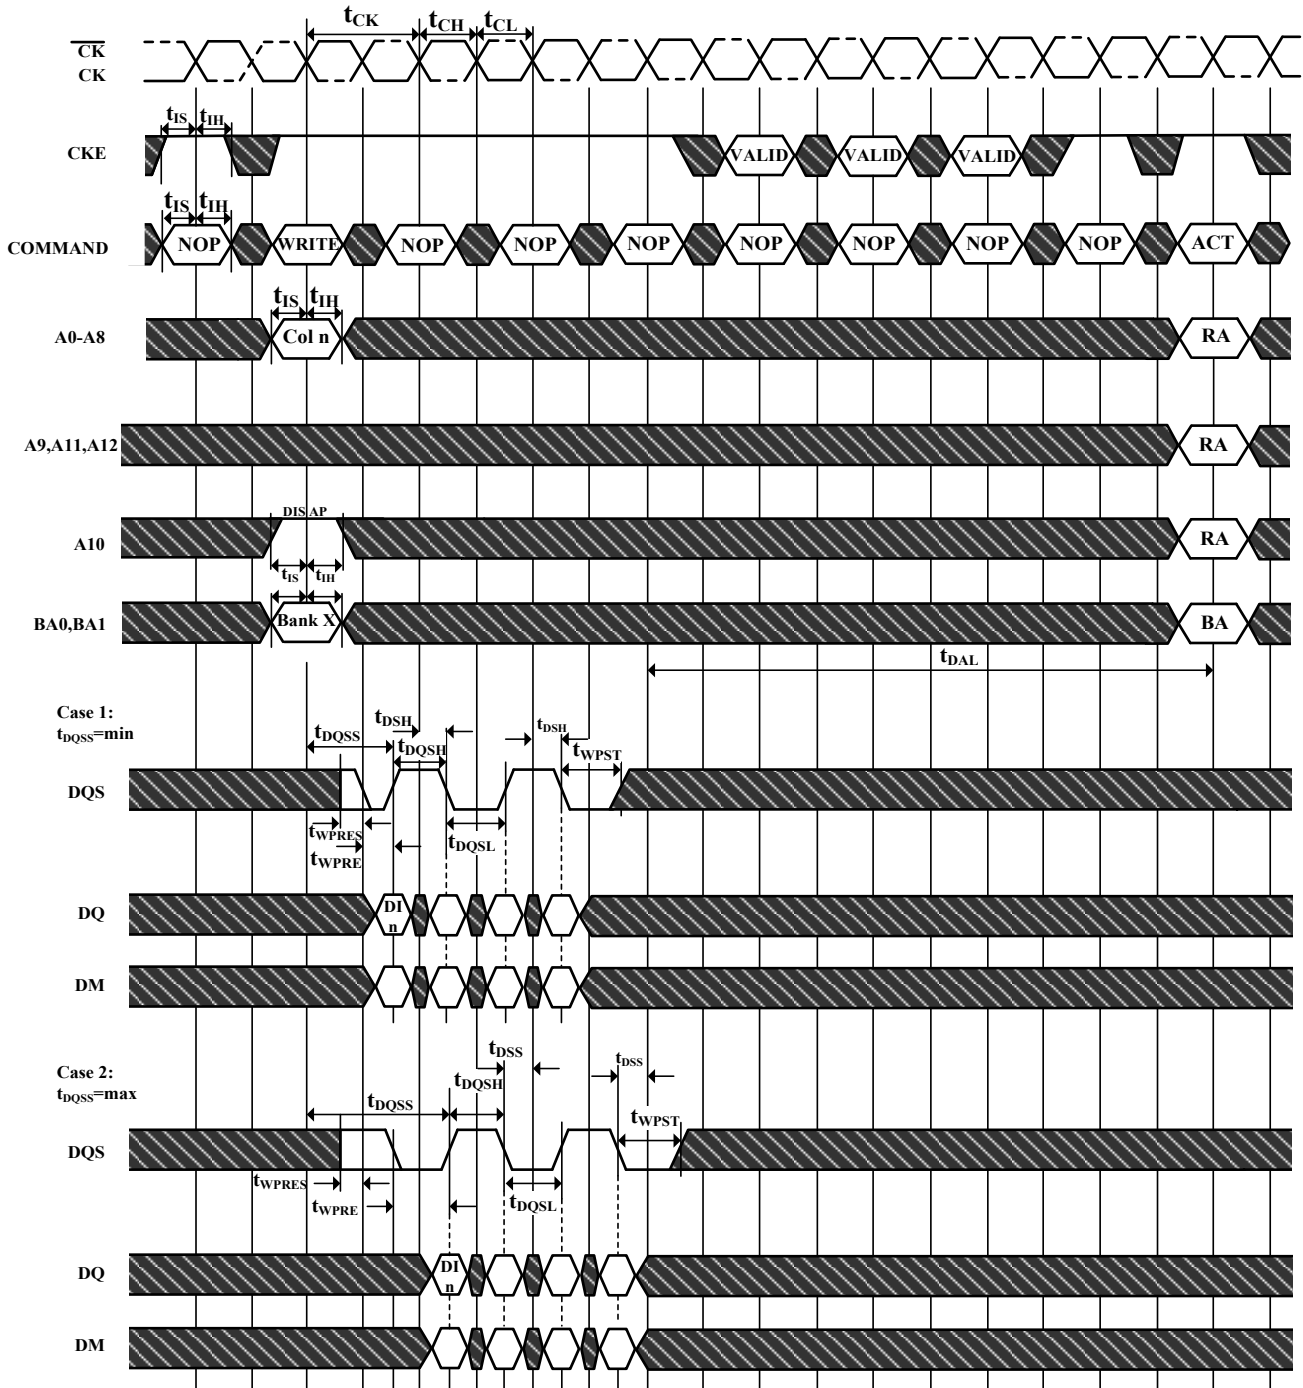 tCK tCH tCL
CK
CK
tIS tIH
CKE VALID VALID VALID
tIS tIH
COMMAND NOP WRITE NOP NOP NOP NOP NOP NOP NOP ACT
tIS tIH
A0-A8 Col n RA
A9,A11,A12 RA
DIS AP
A10 RA
tIS tIH
BA0,BA1 Bank X BA
tDAL
Case 1:
tDQSS=min
tDSH tDSH
tDQSS tDQSH tWPST
DQS
tWPRES
tWPRE tDQSL
DQ DI
n
DM
tDSS tDSS
Case 2:
tDQSS=max
tDQSH
tDQSS tWPST
DQS
tWPRES
tWPRE tDQSL
DQ DI
n
DM